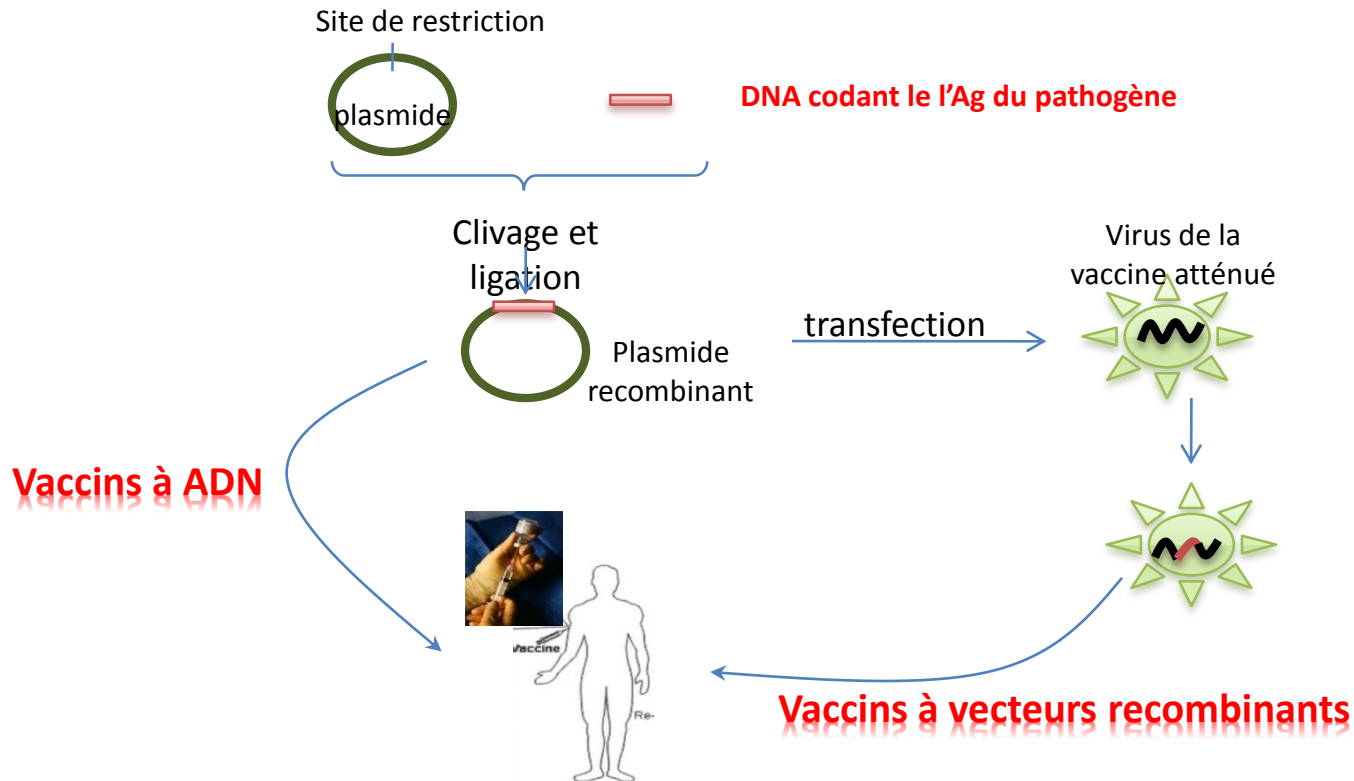 Site de restriction
plasmide
DNA codant le l'Ag du pathogène
Clivage et
ligation
Plasmide
recombinant
transfection
Virus de la
vaccine atténué
Vaccins à ADN
Vaccine
Re-
Vaccins à vecteurs recombinants